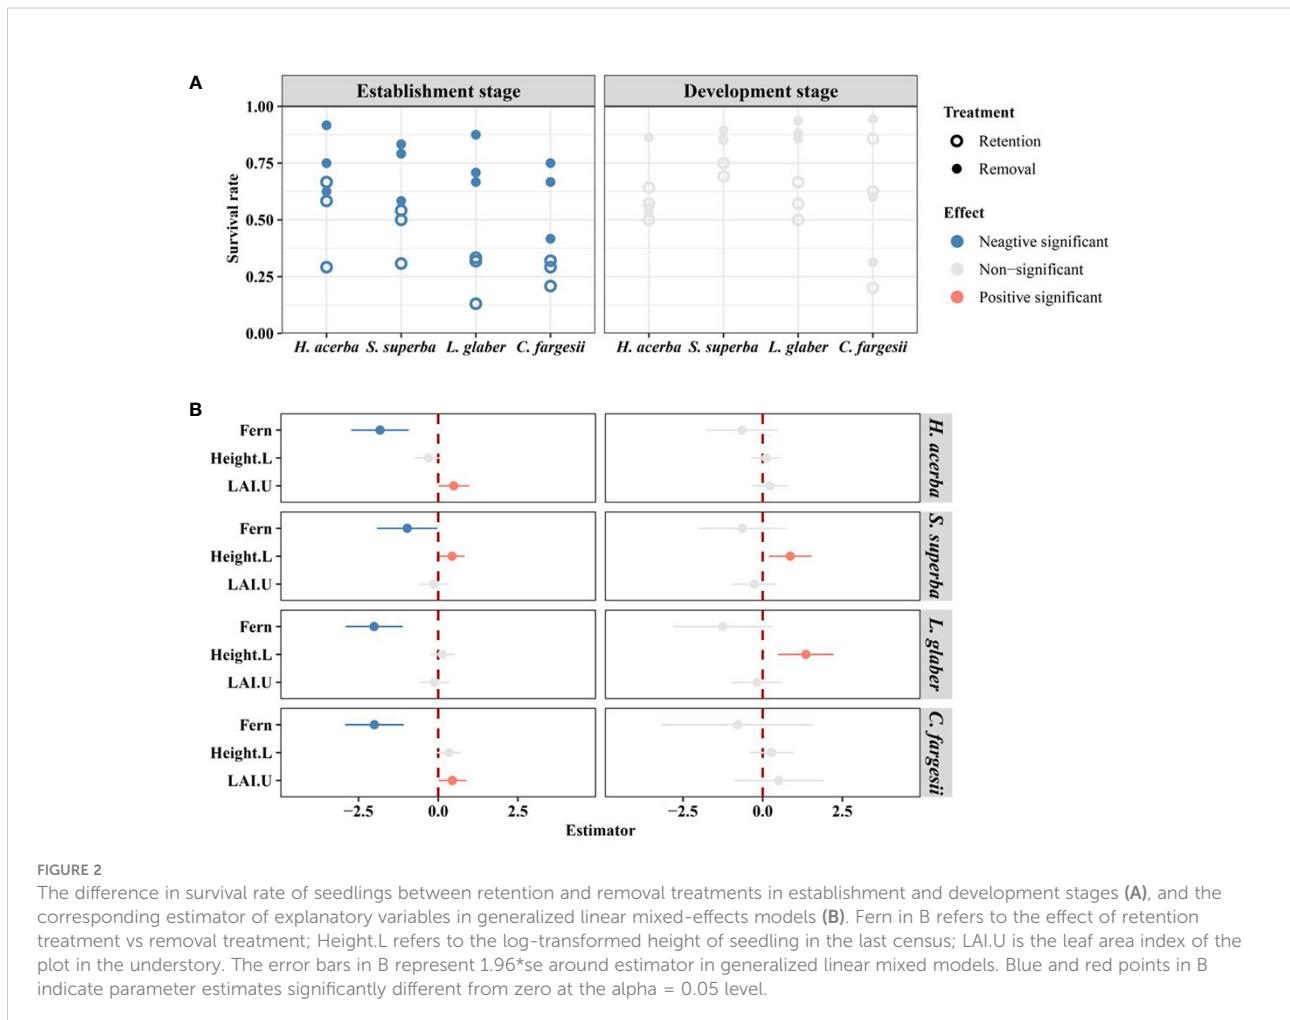 A
Establishment stage
Development stage
1.00
0.75
0.50
0.25
0.00
Survival rate
H. acerba S. superba L. glaber C. fargesii
H. acerba S. superba L. glaber C. fargesii
Treatment
Retention
Removal
Effect
Neagtive significant
Non−significant
Positive significant
B
Fern
Height.L
LAI.U
H. acerba
Fern
Height.L
LAI.U
S. superba
Fern
Height.L
LAI.U
L. glaber
Fern
Height.L
LAI.U
C. fargesii
−2.5 0.0 2.5
−2.5 0.0 2.5
Estimator
FIGURE 2
The difference in survival rate of seedlings between retention and removal treatments in establishment and development stages (A), and the
corresponding estimator of explanatory variables in generalized linear mixed-effects models (B). Fern in B refers to the effect of retention
treatment vs removal treatment; Height.L refers to the log-transformed height of seedling in the last census; LAI.U is the leaf area index of the
plot in the understory. The error bars in B represent 1.96*se around estimator in generalized linear mixed models. Blue and red points in B
indicate parameter estimates significantly different from zero at the alpha = 0.05 level.